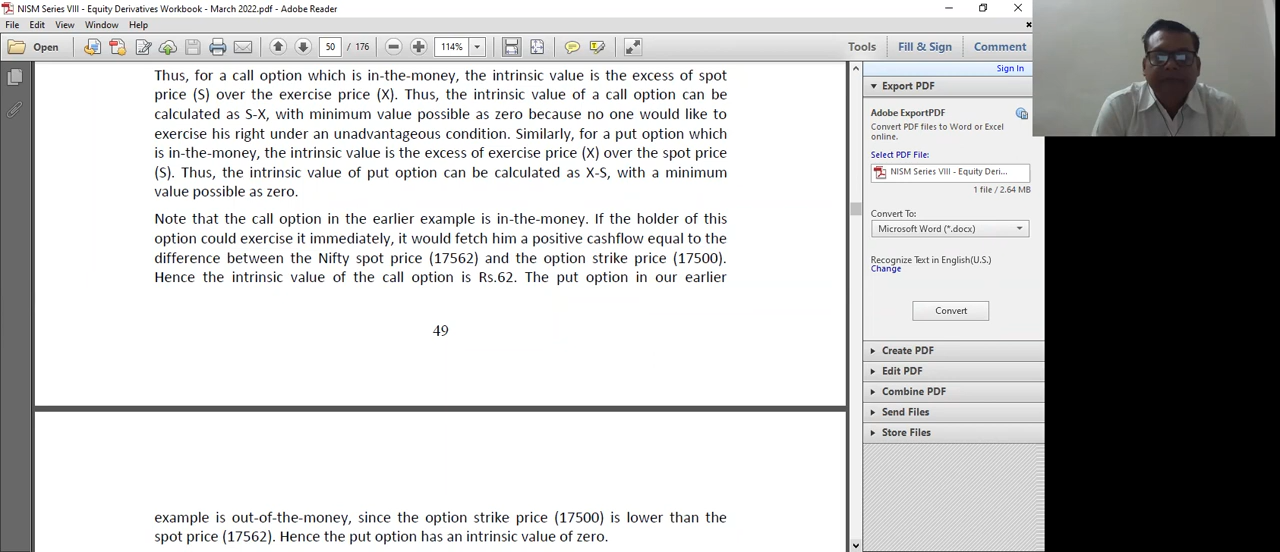 NISM Series VIII - Equity Derivatives Workbook - March 2022.pdf - Adobe Reader
File Edit View Window Help
Open 50 / 176 114% Tools Fill & Sign Comment
Sign In
Thus, for a call option which is in-the-money, the intrinsic value is the excess of spot
price (S) over the exercise price (X). Thus, the intrinsic value of a call option can be
calculated as S-X, with minimum value possible as zero because no one would like to
exercise his right under an unadvantageous condition. Similarly, for a put option which
is in-the-money, the intrinsic value is the excess of exercise price (X) over the spot price
(S). Thus, the intrinsic value of put option can be calculated as X-S, with a minimum
value possible as zero.
Note that the call option in the earlier example is in-the-money. If the holder of this
option could exercise it immediately, it would fetch him a positive cashflow equal to the
difference between the Nifty spot price (17562) and the option strike price (17500).
Hence the intrinsic value of the call option is Rs.62. The put option in our earlier
49
example is out-of-the-money, since the option strike price (17500) is lower than the
spot price (17562). Hence the put option has an intrinsic value of zero.
Export PDF
Adobe ExportPDF
Convert PDF files to Word or Excel
online.
Select PDF File:
NISM Series VIII - Equity Deri...
1 file / 2.64 MB
Convert To:
Microsoft Word (*.docx)
Recognize Text in English(U.S.)
Change
Convert
Create PDF
Edit PDF
Combine PDF
Send Files
Store Files